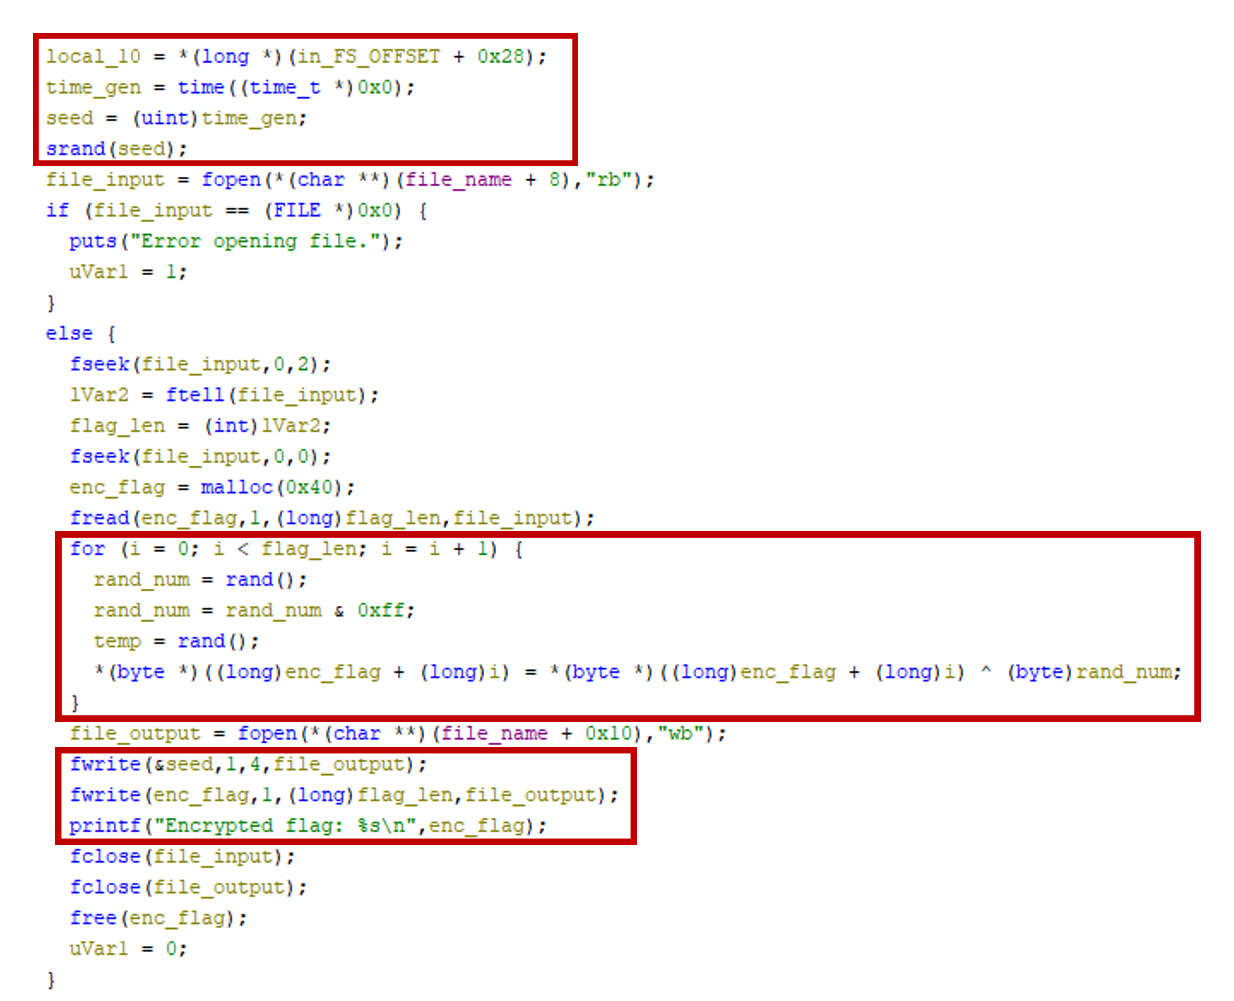 local_10 = *(long *)(in_FS_OFFSET + 0x28);
time_gen = time((time_t *)0x0);
seed = (uint)time_gen;
srand(seed);
file_input = fopen(*(char **)(file_name + 8),"rb");
if (file_input == (FILE *)0x0) {
  puts("Error opening file.");
  uVar1 = 1;
}
else {
  fseek(file_input,0,2);
  lVar2 = ftell(file_input);
  flag_len = (int)lVar2;
  fseek(file_input,0,0);
  enc_flag = malloc(0x40);
  fread(enc_flag,1,(long)flag_len,file_input);
  for (i = 0; i < flag_len; i = i + 1) {
    rand_num = rand();
    rand_num = rand_num & 0xff;
    temp = rand();
    *(byte *)((long)enc_flag + (long)i) = *(byte *)((long)enc_flag + (long)i) ^ (byte)rand_num;
  }
  file_output = fopen(*(char **)(file_name + 0x10),"wb");
  fwrite(&seed,1,4,file_output);
  fwrite(enc_flag,1,(long)flag_len,file_output);
  printf("Encrypted flag: %s\n",enc_flag);
  fclose(file_input);
  fclose(file_output);
  free(enc_flag);
  uVar1 = 0;
}